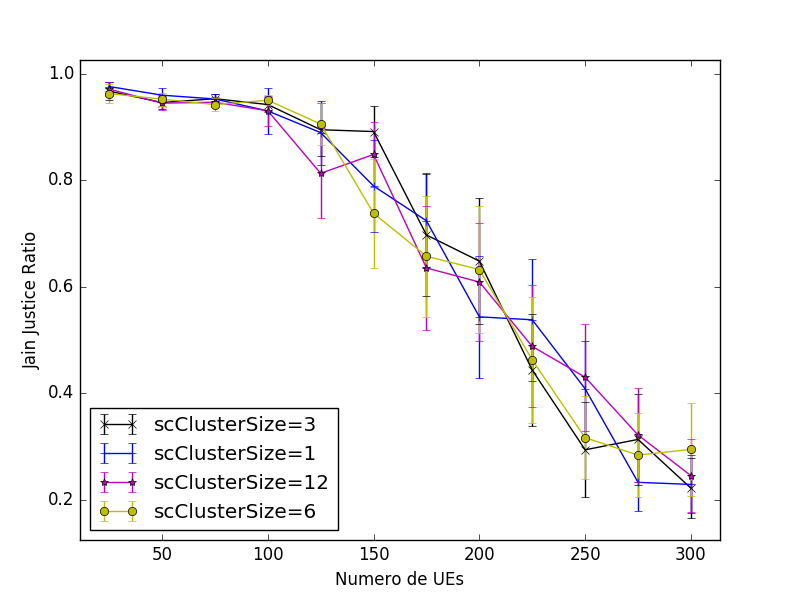 1.0
0.8
0.6
0.4
0.2
Jain Justice Ratio
scClusterSize=3
scClusterSize=1
scClusterSize=12
scClusterSize=6
50 100 150 200 250 300
Numero de UEs